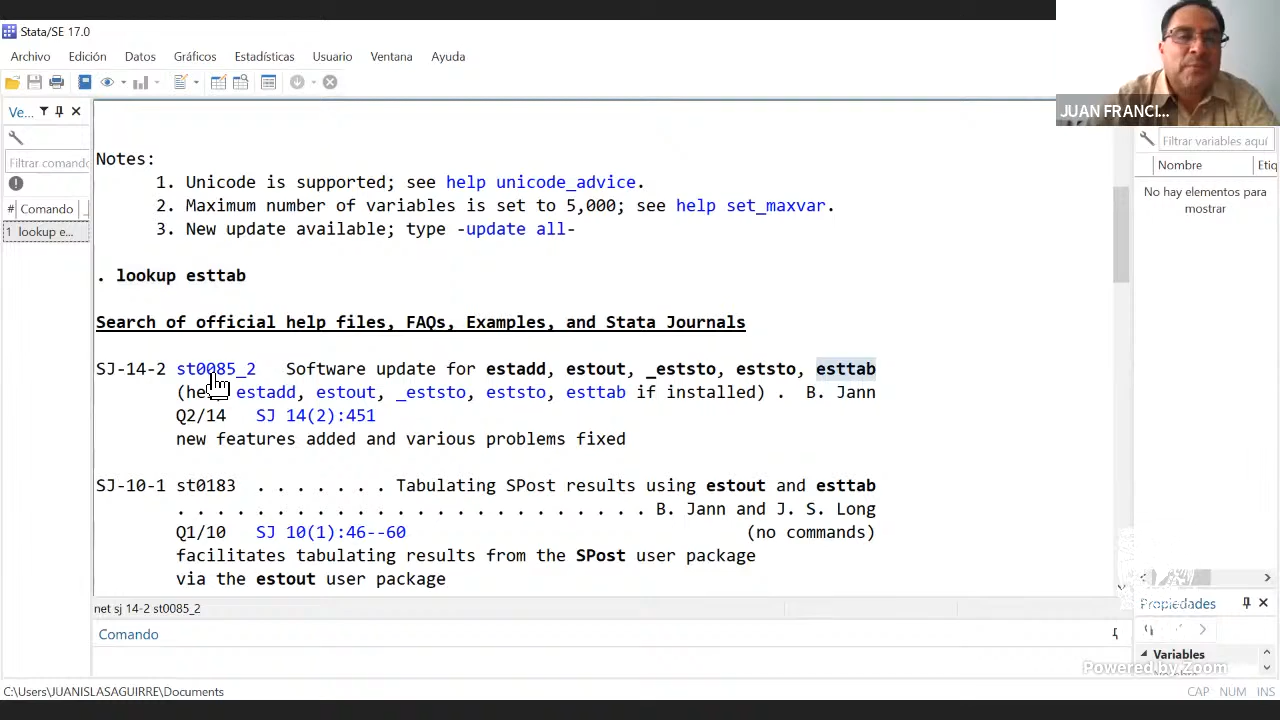 Stata/SE 17.0
Archivo Edición Datos Gráficos Estadísticas Usuario Ventana Ayuda
JUAN FRANCI...
Ve...
Filtrar comando
# Comando
1 lookup e...
Notes:
1. Unicode is supported; see help unicode_advice.
2. Maximum number of variables is set to 5,000; see help set_maxvar.
3. New update available; type -update all-
. lookup esttab
Search of official help files, FAQs, Examples, and Stata Journals
SJ-14-2 st0085_2 Software update for estadd, estout, _eststo, eststo, esttab
estadd, estout, _eststo, eststo, esttab if installed) . B. Jann
Q2/14 SJ 14(2):451
new features added and various problems fixed
SJ-10-1 st0183 . . . . . . . Tabulating SPost results using estout and esttab
. . . . . . . . . . . . . . . . . . . . . . . . B. Jann and J. S. Long
Q1/10 SJ 10(1):46--60 (no commands)
facilitates tabulating results from the SPost user package
via the estout user package
net sj 14-2 st0085_2
Comando
C:\Users\JUANISLASAGUIRRE\Documents
Filtrar variables aquí
Nombre Etiq
No hay elementos para
mostrar
Propiedades
Variables
Powered by Zoom
CAP NUM INS